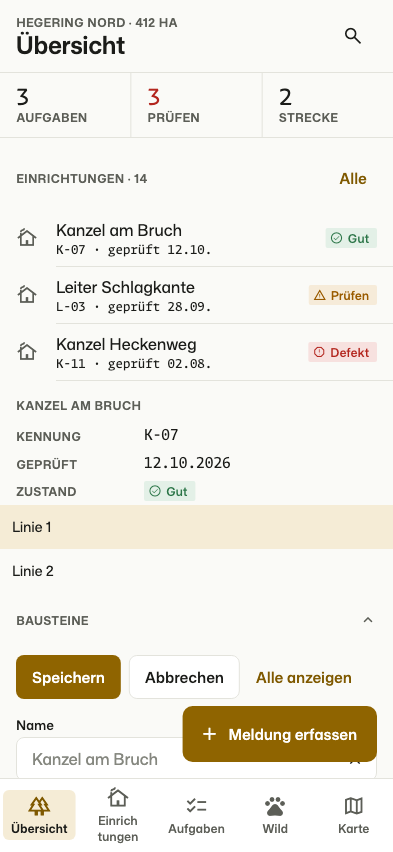 HEGERING NORD · 412 HA
Übersicht
3
AUFGABEN
3
PRÜFEN
2
STRECKE
EINRICHTUNGEN · 14
Alle
Kanzel am Bruch
K-07 · geprüft 12.10.
Gut
Leiter Schlagkante
L-03 · geprüft 28.09.
Prüfen
Kanzel Heckenweg
K-11 · geprüft 02.08.
Defekt
KANZEL AM BRUCH
KENNUNG
K-07
GEPRÜFT
12.10.2026
ZUSTAND
Gut
Linie 1
Linie 2
BAUSTEINE
Speichern
Abbrechen
Alle anzeigen
Name
Kanzel am Bruch
Meldung erfassen
Übersicht
Einrich
tungen
Aufgaben
Wild
Karte